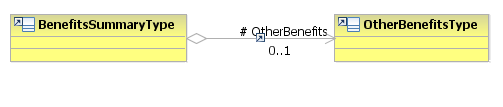 BenefitsSummaryType
# OtherBenefits
0..1
OtherBenefitsType